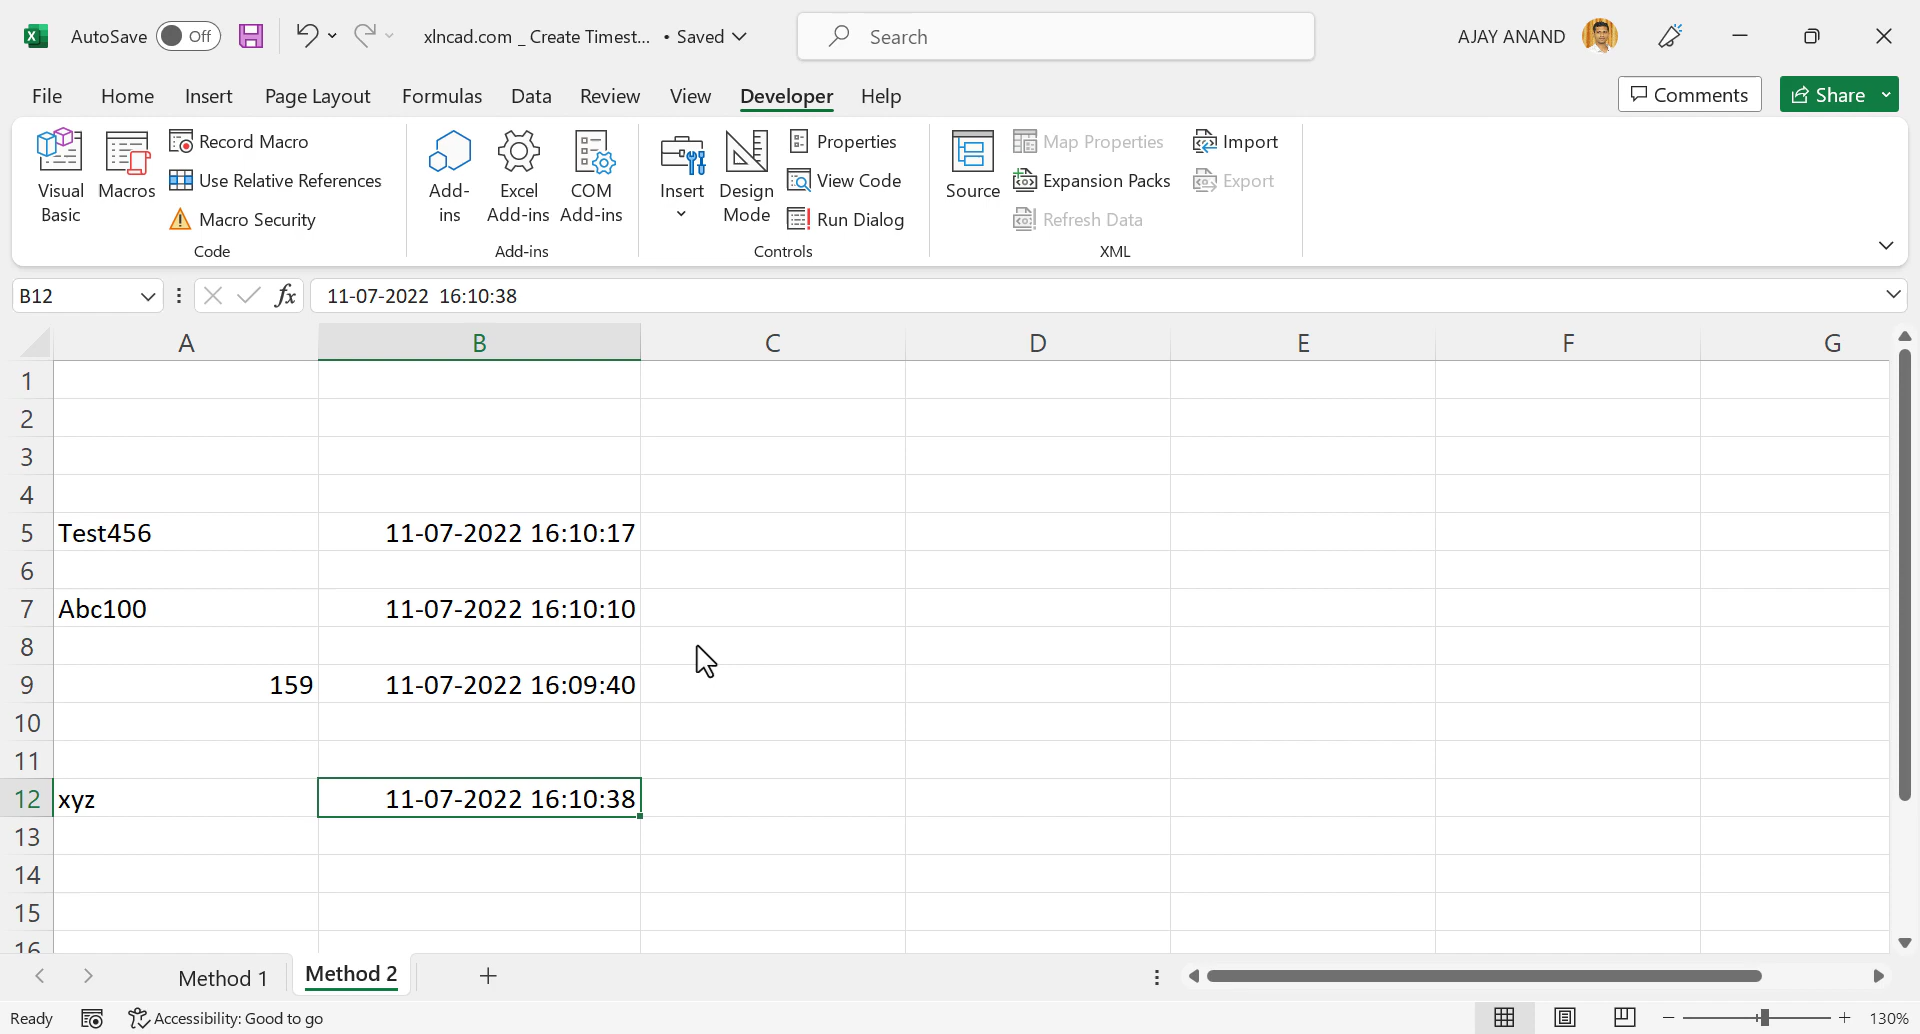 AutoSave Off xlncad.com _ Create Timest... • Saved Search AJAY ANAND
File Home Insert Page Layout Formulas Data Review View Developer Help Comments Share
Visual Basic
Macros
Record Macro
Use Relative References
Macro Security
Code
Add-ins
Excel Add-ins
COM Add-ins
Add-ins
Insert
Design Mode
Properties
View Code
Run Dialog
Controls
Source
Map Properties
Expansion Packs
Refresh Data
Import
Export
XML
B12 fx 11-07-2022 16:10:38
A B C D E F G
1
2
3
4
5 Test456 11-07-2022 16:10:17
6
7 Abc100 11-07-2022 16:10:10
8
9 159 11-07-2022 16:09:40
10
11
12 xyz 11-07-2022 16:10:38
13
14
15
16
Method 1 Method 2
Ready Accessibility: Good to go 130%